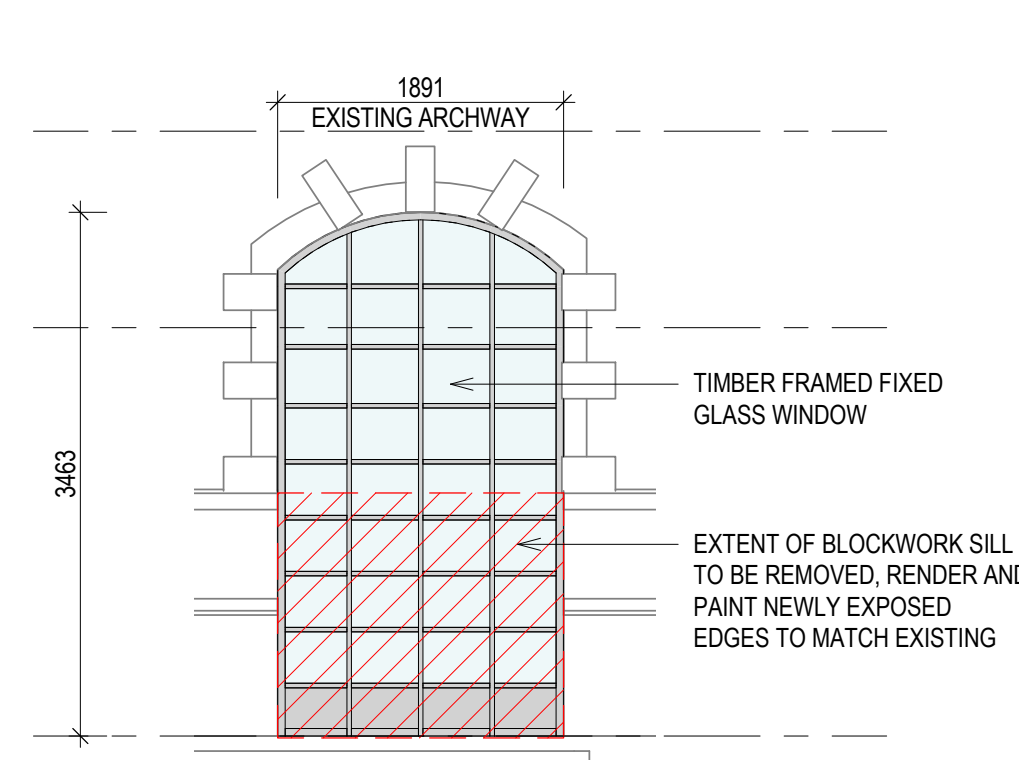 1891
EXISTING ARCHWAY
3463
TIMBER FRAMED FIXED
GLASS WINDOW
EXTENT OF BLOCKWORK SILL
TO BE REMOVED, RENDER AND
PAINT NEWLY EXPOSED
EDGES TO MATCH EXISTING